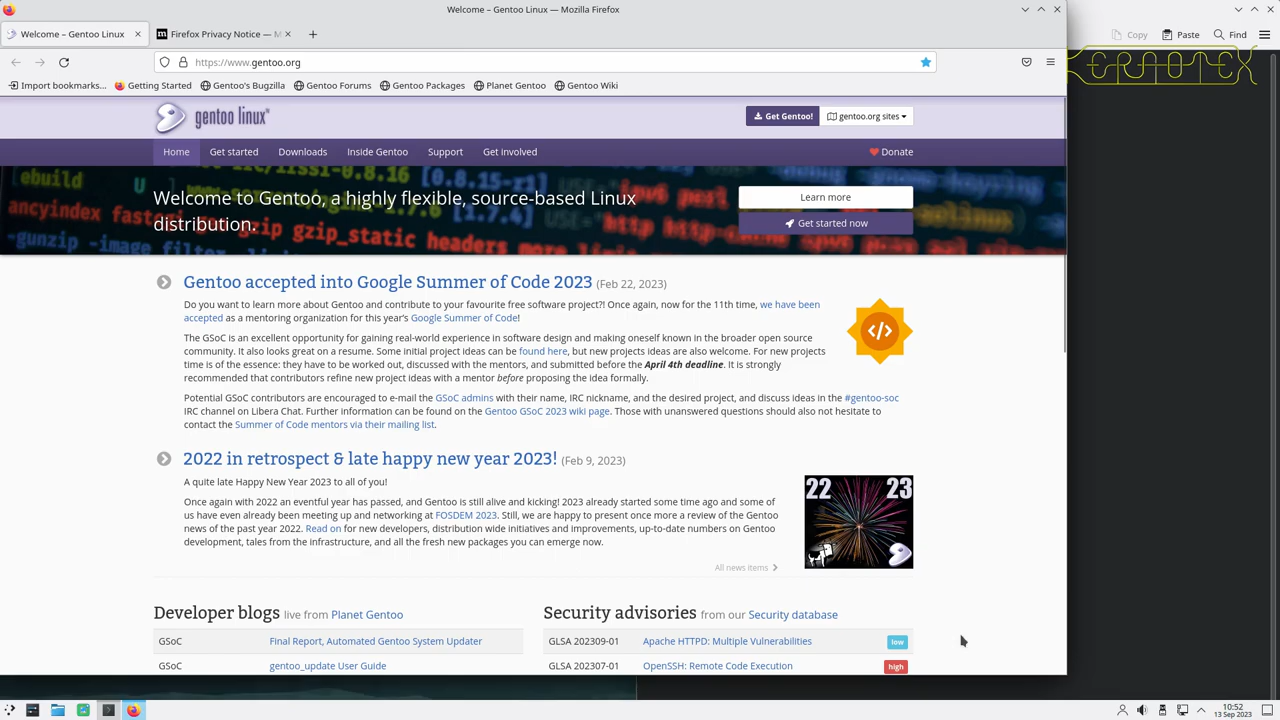 Welcome – Gentoo Linux — Mozilla Firefox
Welcome – Gentoo Linux
Firefox Privacy Notice — M
Copy
Paste
Find
https://www.gentoo.org
Import bookmarks...
Getting Started
Gentoo's Bugzilla
Gentoo Forums
Gentoo Packages
Planet Gentoo
Gentoo Wiki
gentoo linux
Get Gentoo!
gentoo.org sites
Home
Get started
Downloads
Inside Gentoo
Support
Get involved
Donate
Welcome to Gentoo, a highly flexible, source-based Linux
distribution.
Learn more
Get started now
Gentoo accepted into Google Summer of Code 2023 (Feb 22, 2023)
Do you want to learn more about Gentoo and contribute to your favourite free software project?! Once again, now for the 11th time, we have been
accepted as a mentoring organization for this year's Google Summer of Code!
The GSoC is an excellent opportunity for gaining real-world experience in software design and making oneself known in the broader open source
community. It also looks great on a resume. Some initial project ideas can be found here, but new projects ideas are also welcome. For new projects
time is of the essence: they have to be worked out, discussed with the mentors, and submitted before the April 4th deadline. It is strongly
recommended that contributors refine new project ideas with a mentor before proposing the idea formally.
Potential GSoC contributors are encouraged to e-mail the GSoC admins with their name, IRC nickname, and the desired project, and discuss ideas in the #gentoo-soc
IRC channel on Libera Chat. Further information can be found on the Gentoo GSoC 2023 wiki page. Those with unanswered questions should also not hesitate to
contact the Summer of Code mentors via their mailing list.
</>
2022 in retrospect & late happy new year 2023! (Feb 9, 2023)
A quite late Happy New Year 2023 to all of you!
Once again with 2022 an eventful year has passed, and Gentoo is still alive and kicking! 2023 already started some time ago and some of
us have even already been meeting up and networking at FOSDEM 2023. Still, we are happy to present once more a review of the Gentoo
news of the past year 2022. Read on for new developers, distribution wide initiatives and improvements, up-to-date numbers on Gentoo
development, tales from the infrastructure, and all the fresh new packages you can emerge now.
22 23
All news items
Developer blogs live from Planet Gentoo
GSoC Final Report, Automated Gentoo System Updater
GSoC gentoo_update User Guide
Security advisories from our Security database
GLSA 202309-01 Apache HTTPD: Multiple Vulnerabilities low
GLSA 202307-01 OpenSSH: Remote Code Execution high
10:52
13 Sep 2023